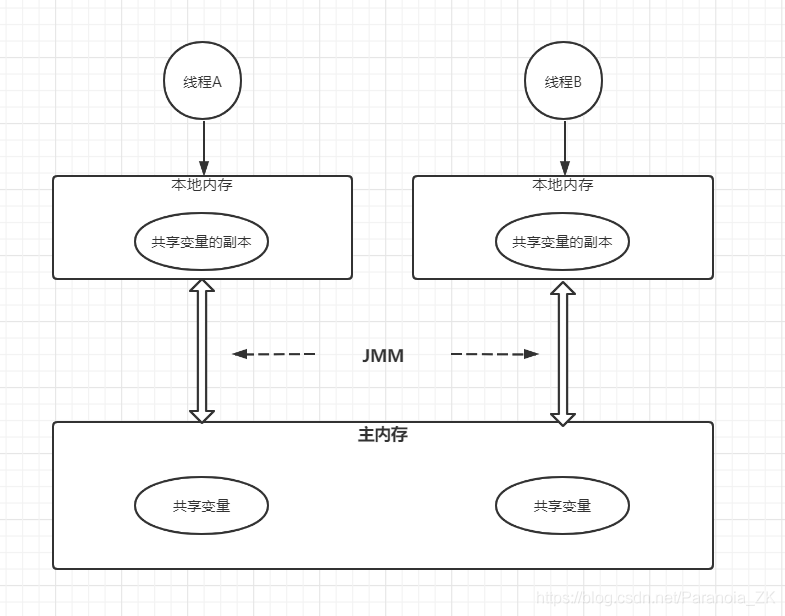 线程A
线程B
本地内存
本地内存
共享变量的副本
共享变量的副本
JMM
主内存
共享变量
共享变量
https://blog.csdn.net/Paranoia_ZK